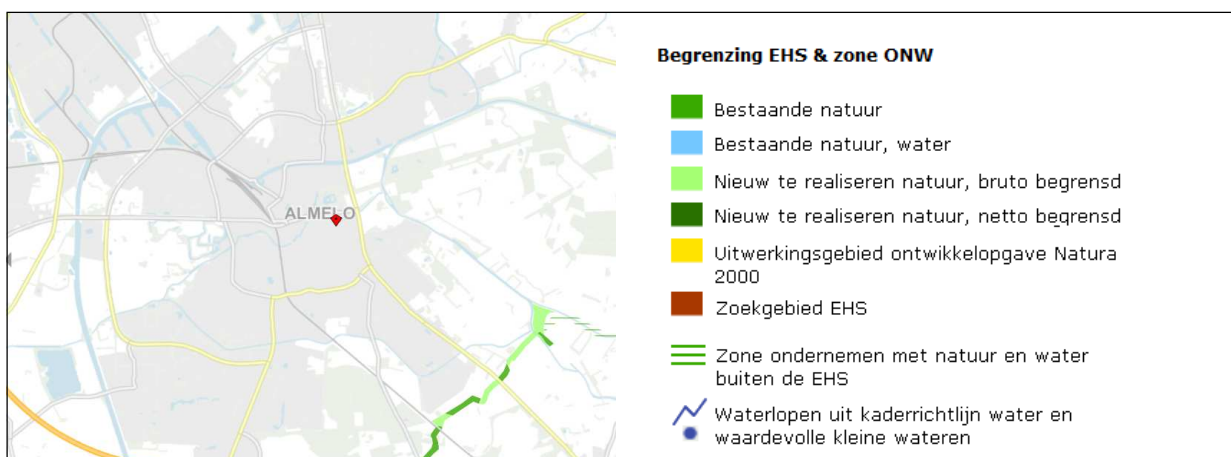 ALMELO
Begrenzing EHS & zone ONW
Bestaande natuur
Bestaande natuur, water
Nieuw te realiseren natuur, bruto begrensd
Nieuw te realiseren natuur, netto begrensd
Uitwerkingsgebied ontwikkelopgave Natura
2000
Zoekgebied EHS
Zone ondernemen met natuur en water
buiten de EHS
Waterlopen uit kaderrichtlijn water en
waardevolle kleine wateren